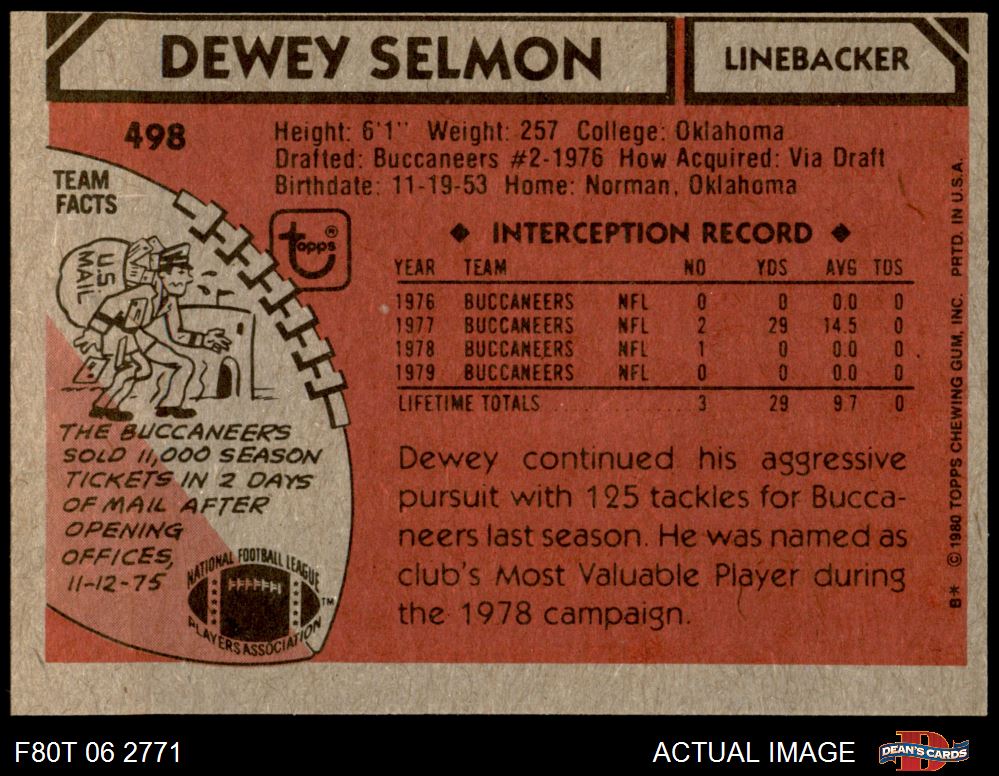 DEWEY SELMON
LINEBACKER
498
Height: 6'1" Weight: 257 College: Oklahoma
Drafted: Buccaneers #2-1976 How Acquired: Via Draft
Birthdate: 11-19-53 Home: Norman, Oklahoma
TEAM
FACTS
U.S.
MAIL
topps®
◆ INTERCEPTION RECORD ◆
YEAR TEAM NO YDS AVG TDS
1976 BUCCANEERS NFL 0 0 0.0 0
1977 BUCCANEERS NFL 2 29 14.5 0
1978 BUCCANEERS NFL 1 0 0.0 0
1979 BUCCANEERS NFL 0 0 0.0 0
LIFETIME TOTALS 3 29 9.7 0
THE BUCCANEERS
SOLD 11,000 SEASON
TICKETS IN 2 DAYS
OF MAIL AFTER
OPENING
OFFICES,
11-12-75
NATIONAL FOOTBALL LEAGUE
PLAYERS ASSOCIATION
TM
Dewey continued his aggressive
pursuit with 125 tackles for Bucca-
neers last season. He was named as
club's Most Valuable Player during
the 1978 campaign.
B* © 1980 TOPPS CHEWING GUM, INC. PRTD. IN U.S.A.
F80T 06 2771
ACTUAL IMAGE
DEAN'S CARDS